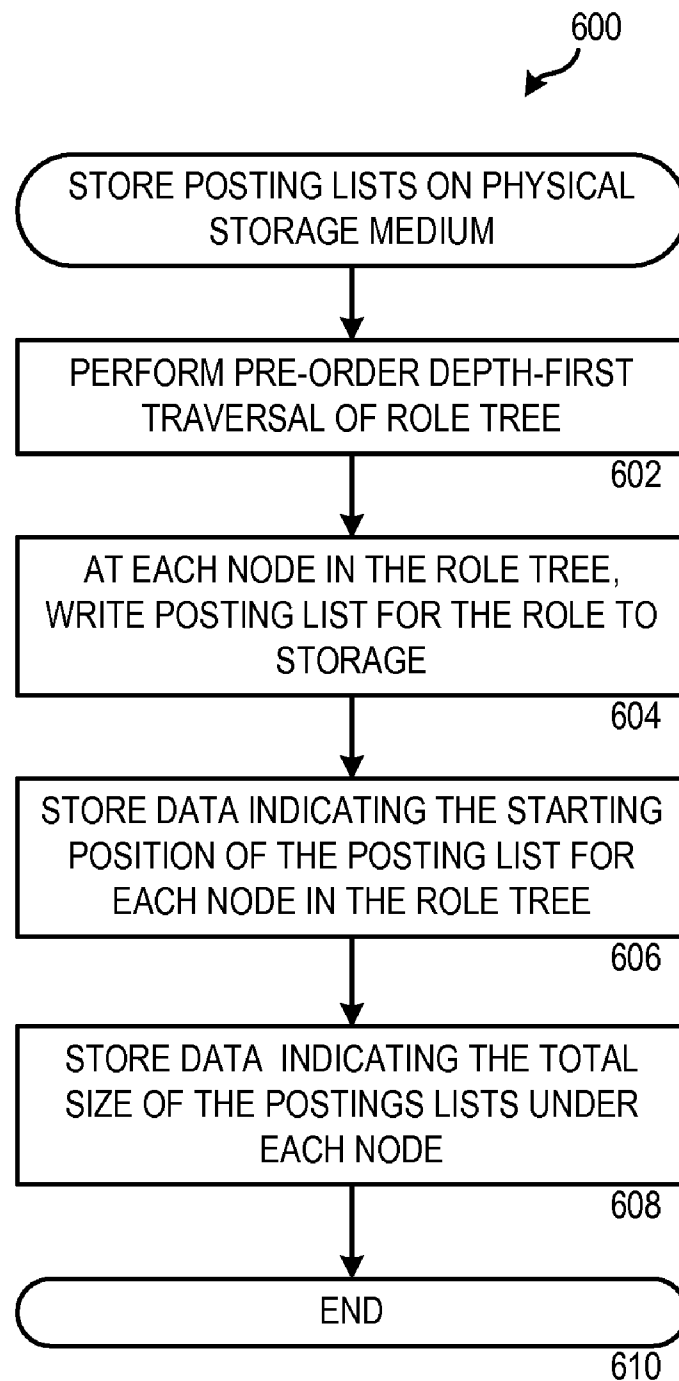 600
STORE POSTING LISTS ON PHYSICAL
STORAGE MEDIUM
PERFORM PRE-ORDER DEPTH-FIRST
TRAVERSAL OF ROLE TREE
602
AT EACH NODE IN THE ROLE TREE,
WRITE POSTING LIST FOR THE ROLE TO
STORAGE
604
STORE DATA INDICATING THE STARTING
POSITION OF THE POSTING LIST FOR
EACH NODE IN THE ROLE TREE
606
STORE DATA INDICATING THE TOTAL
SIZE OF THE POSTINGS LISTS UNDER
EACH NODE
608
END
610